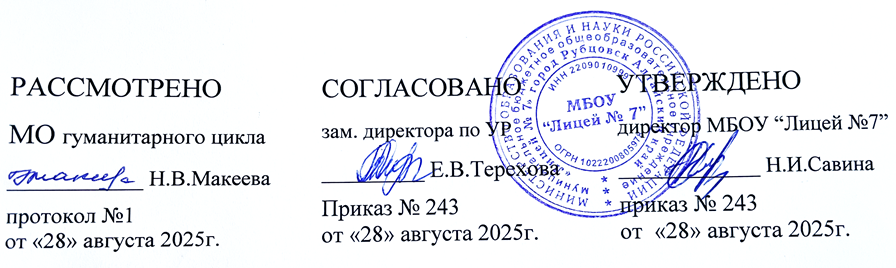 РАССМОТРЕНО
МО гуманитарного цикла
Н.В.Макеева
протокол №1
от «28» августа 2025г.
СОГЛАСОВАНО
зам. директора по УР
Е.В.Терехова
Приказ № 243
от «28» августа 2025г.
УТВЕРЖДЕНО
директор МБОУ “Лицей №7”
Н.И.Савина
приказ № 243
от «28» августа 2025г.
МБОУ
“Лицей № 7”